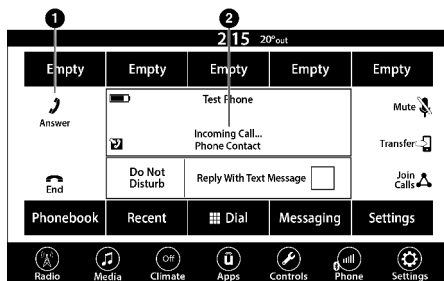 1 2
2 15 20°out
Empty Empty Empty Empty Empty
Test Phone
Answer
Mute
Incoming Call...
Phone Contact
Transfer
End
Do Not
Disturb
Reply With Text Message
Join
Calls
Phonebook Recent Dial Messaging Settings
Off ū
Radio Media Climate Apps Controls Phone Settings